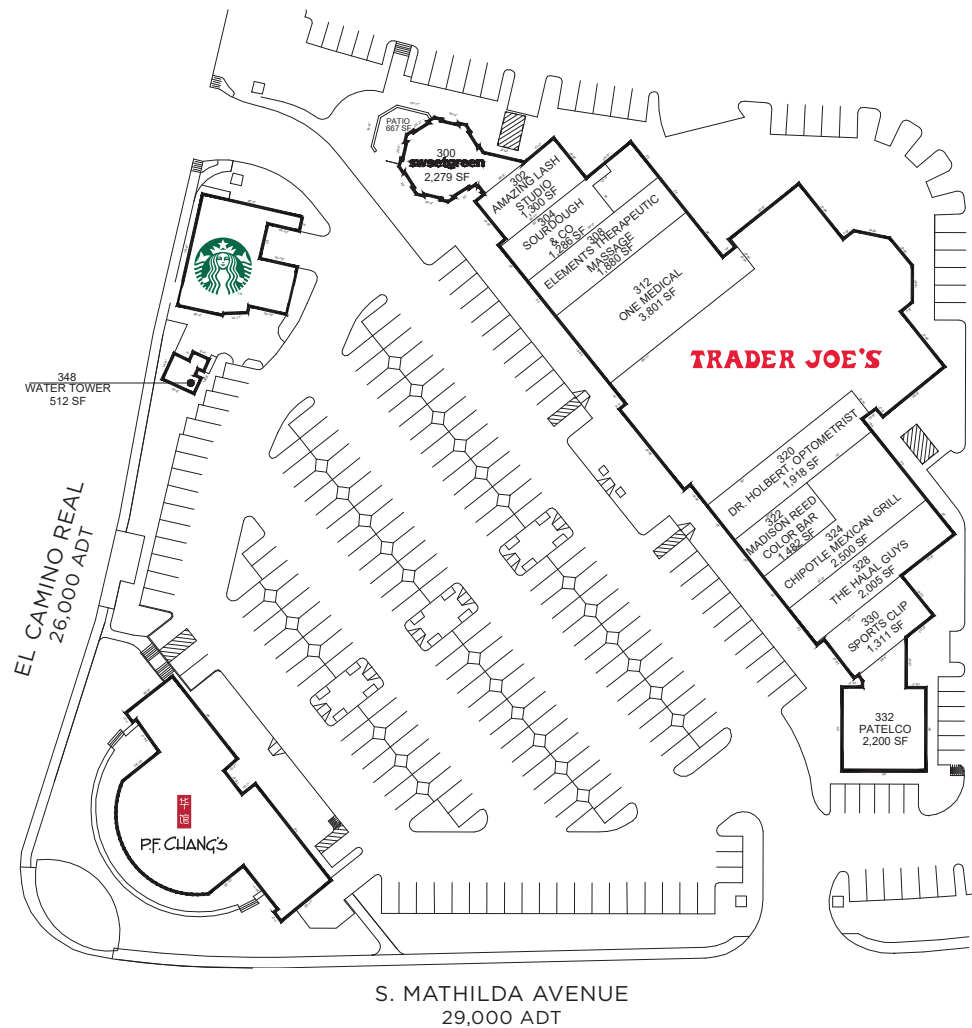 PATIO
667 SF
300
sweetgreen
2,279 SF
302
AMAZING LASH
STUDIO
1,300 SF
304
SOURDOUGH
& CO
1,286 SF
308
ELEMENTS THERAPEUTIC
MASSAGE
1,880 SF
312
ONE MEDICAL
3,801 SF
TRADER JOE'S
348
WATER TOWER
512 SF
320
DR. HOLBERT, OPTOMETRIST
1,918 SF
322
MADISON REED
COLOR BAR
1,482 SF
324
CHIPOTLE MEXICAN GRILL
2,500 SF
328
THE HALAL GUYS
2,005 SF
330
SPORTS CLIP
1,311 SF
332
PATELCO
2,200 SF
EL CAMINO REAL
26,000 ADT
华
馆
P.F. CHANG'S
S. MATHILDA AVENUE
29,000 ADT